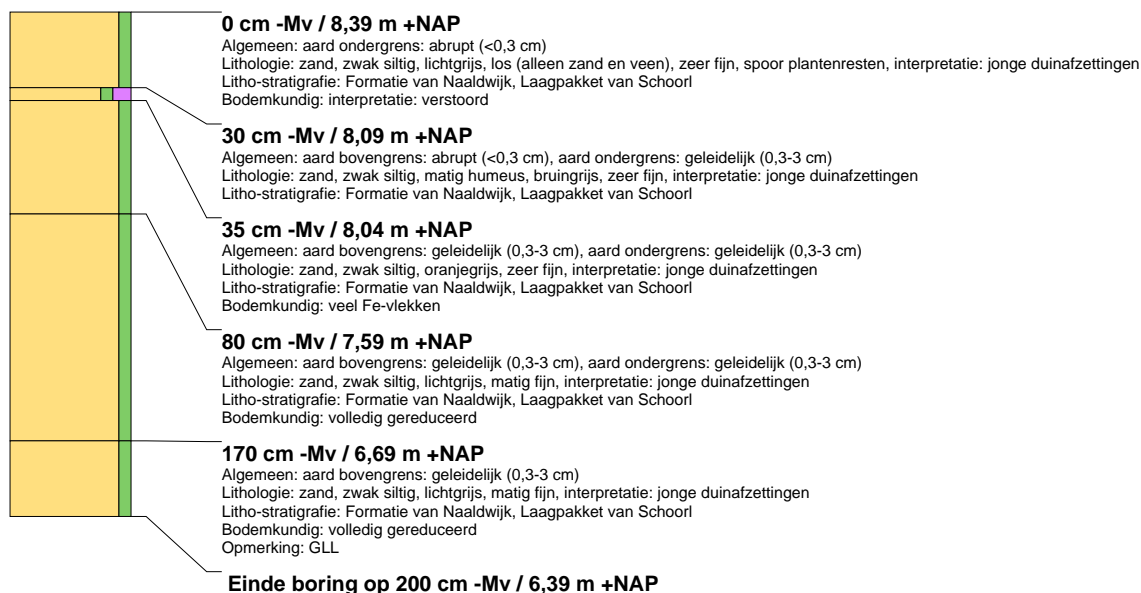 0 cm -Mv / 8,39 m +NAP
Algemeen: aard ondergrens: abrupt (<0,3 cm)
Lithologie: zand, zwak siltig, lichtgrijs, los (alleen zand en veen), zeer fijn, spoor plantenresten, interpretatie: jonge duinafzettingen
Litho-stratigrafie: Formatie van Naaldwijk, Laagpakket van Schoorl
Bodemkundig: interpretatie: verstoord
30 cm -Mv / 8,09 m +NAP
Algemeen: aard bovengrens: abrupt (<0,3 cm), aard ondergrens: geleidelijk (0,3-3 cm)
Lithologie: zand, zwak siltig, matig humeus, bruingrijs, zeer fijn, interpretatie: jonge duinafzettingen
Litho-stratigrafie: Formatie van Naaldwijk, Laagpakket van Schoorl
35 cm -Mv / 8,04 m +NAP
Algemeen: aard bovengrens: geleidelijk (0,3-3 cm), aard ondergrens: geleidelijk (0,3-3 cm)
Lithologie: zand, zwak siltig, oranjegrijs, zeer fijn, interpretatie: jonge duinafzettingen
Litho-stratigrafie: Formatie van Naaldwijk, Laagpakket van Schoorl
Bodemkundig: veel Fe-vlekken
80 cm -Mv / 7,59 m +NAP
Algemeen: aard bovengrens: geleidelijk (0,3-3 cm), aard ondergrens: geleidelijk (0,3-3 cm)
Lithologie: zand, zwak siltig, lichtgrijs, matig fijn, interpretatie: jonge duinafzettingen
Litho-stratigrafie: Formatie van Naaldwijk, Laagpakket van Schoorl
Bodemkundig: volledig gereduceerd
170 cm -Mv / 6,69 m +NAP
Algemeen: aard bovengrens: geleidelijk (0,3-3 cm)
Lithologie: zand, zwak siltig, lichtgrijs, matig fijn, interpretatie: jonge duinafzettingen
Litho-stratigrafie: Formatie van Naaldwijk, Laagpakket van Schoorl
Bodemkundig: volledig gereduceerd
Opmerking: GLL
Einde boring op 200 cm -Mv / 6,39 m +NAP